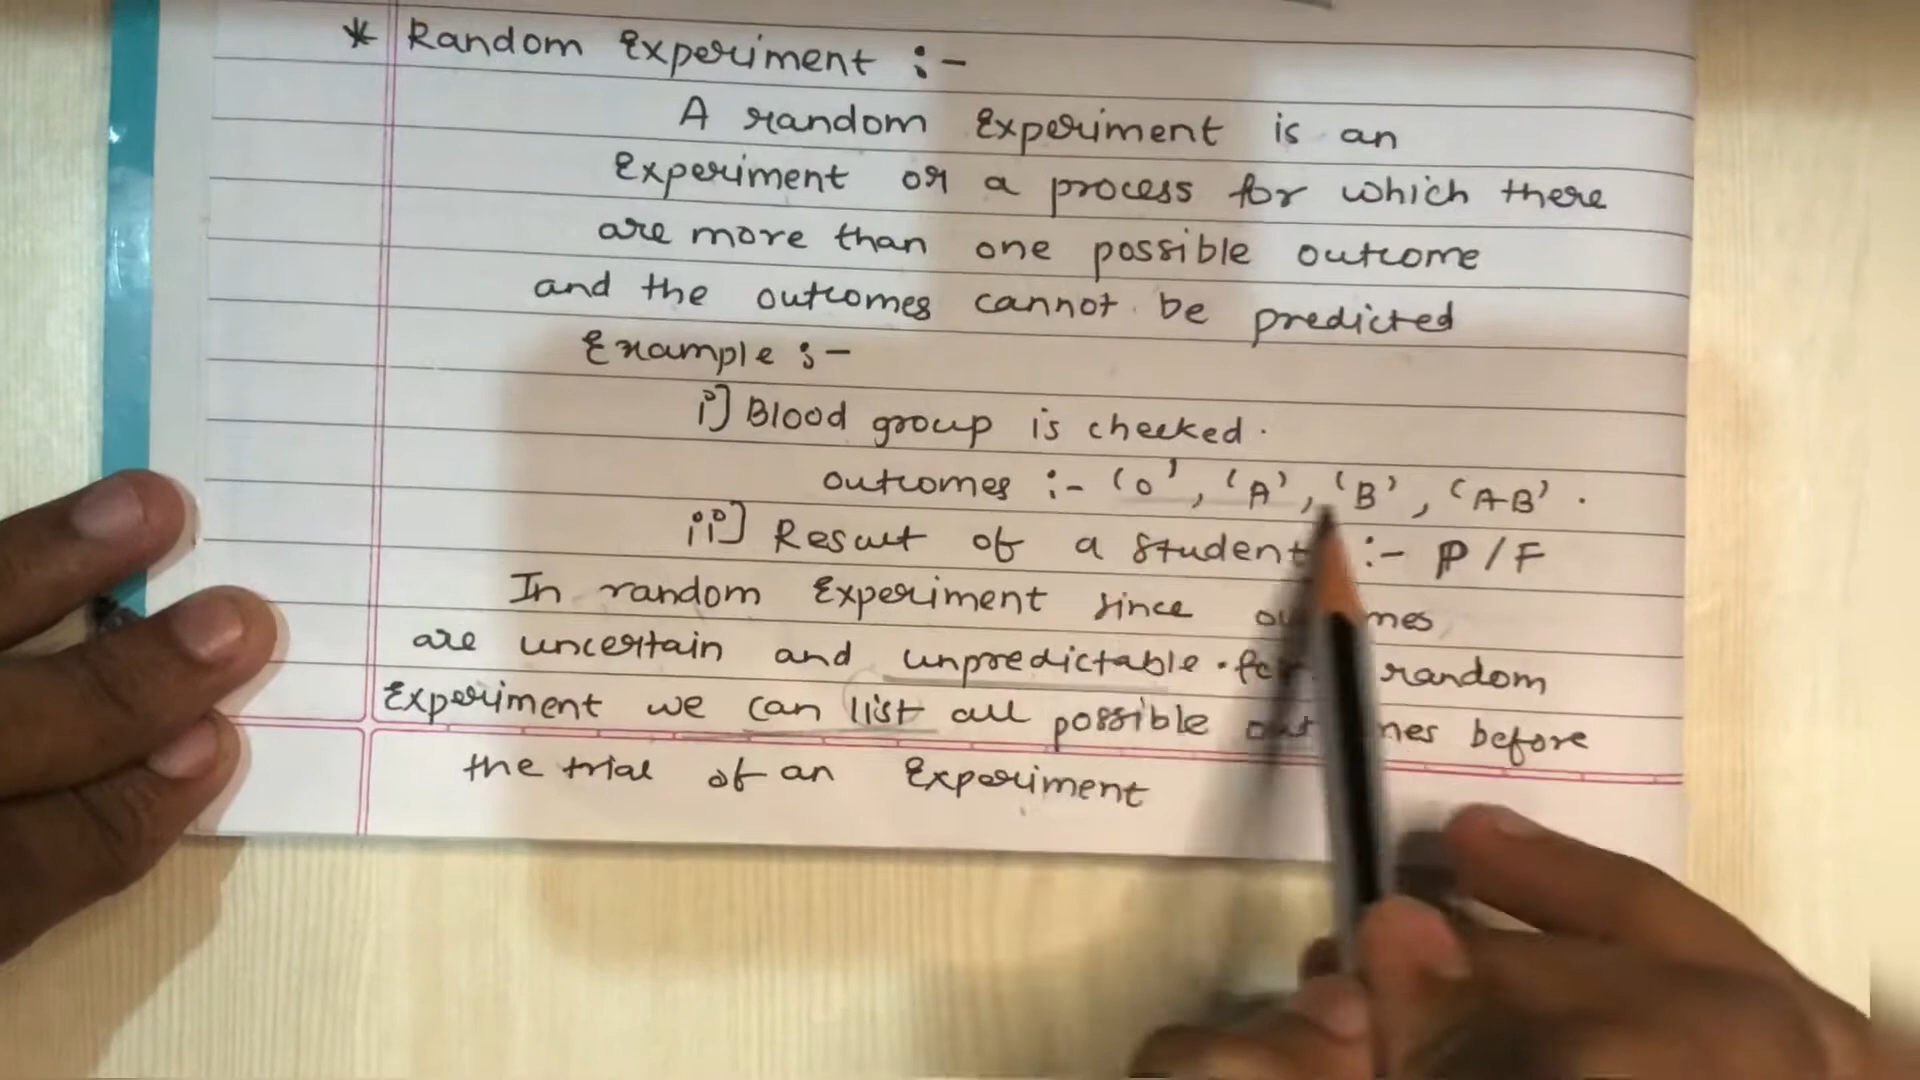 * Random Experiment :-
A random Experiment is an
Experiment or a process for which there
are more than one possible outcome
and the outcomes cannot be predicted
Example :-
i] Blood group is checked.
outcomes :- 'O', 'A', 'B', 'AB'.
ii] Result of a student :- P/F
In random Experiment since
are uncertain and unpredictable. random
Experiment we can list all possible before
the trial of an Experiment